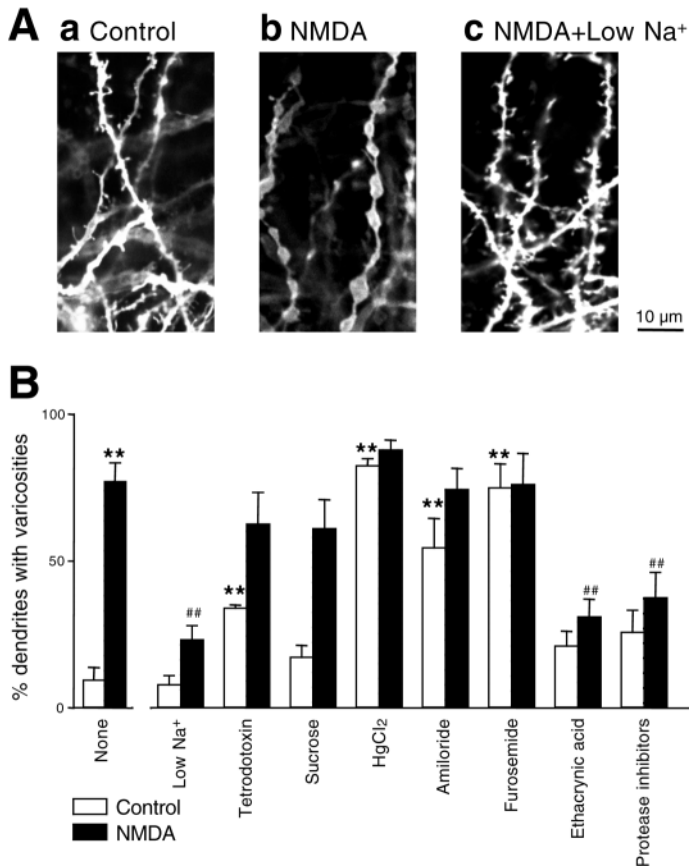 A a Control b NMDA c NMDA+Low Na⁺
10 μm
B
% dendrites with varicosities
100
50
0
**
##
**
**
**
**
##
##
None
Low Na⁺
Tetrodotoxin
Sucrose
HgCl₂
Amiloride
Furosemide
Ethacrynic acid
Protease inhibitors
Control
NMDA